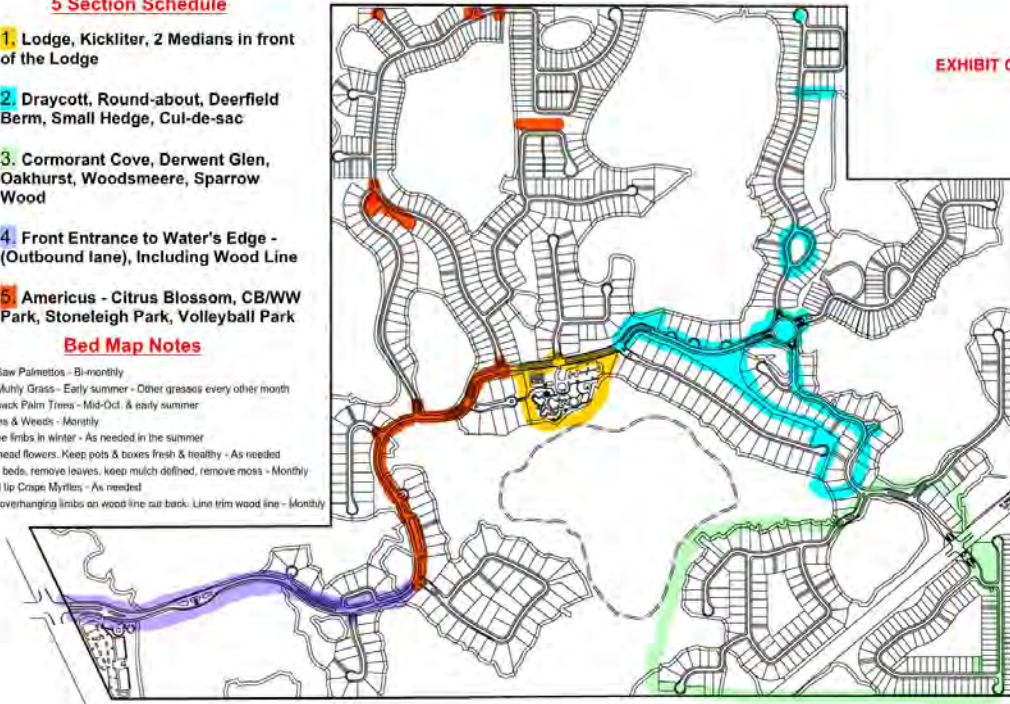 5 Section Schedule
1. Lodge, Kickliter, 2 Medians in front
of the Lodge
2. Draycott, Round-about, Deerfield
Berm, Small Hedge, Cul-de-sac
3. Cormorant Cove, Derwent Glen,
Oakhurst, Woodsmeere, Sparrow
Wood
4. Front Entrance to Water's Edge -
(Outbound lane), Including Wood Line
5. Americus - Citrus Blossom, CB/WW
Park, Stoneleigh Park, Volleyball Park
Bed Map Notes
Saw Palmettos - Bi-monthly
Muhly Grass - Early summer - Other grasses every other month
Palm Trees - Mid-Oct. & early summer
& Weeds - Monthly
limbs in winter - As needed in the summer
head flowers. Keep pots & boxes fresh & healthy - As needed
beds, remove leaves, keep mulch defined, remove moss - Monthly
tip Crape Myrtles - As needed
overhanging limbs on wood line cut back. Line trim wood line - Monthly
EXHIBIT